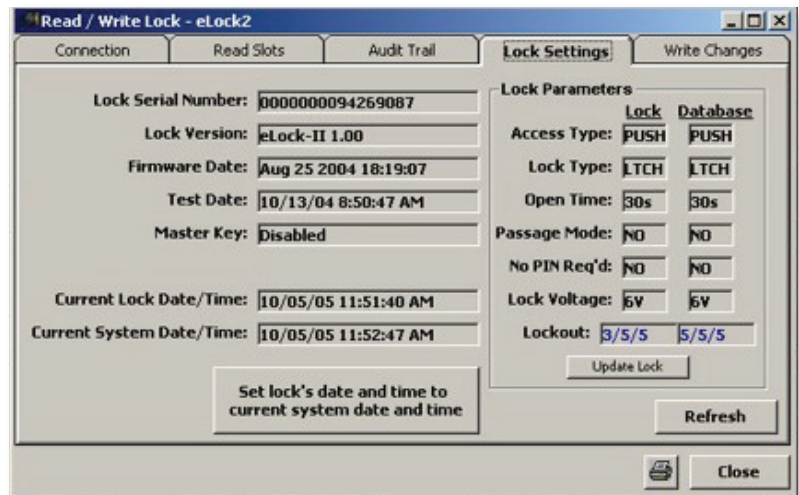 Read / Write Lock - eLock2
Connection Read Slots Audit Trail Lock Settings Write Changes
Lock Serial Number: 0000000094269087
Lock Version: eLock-II 1.00
Firmware Date: Aug 25 2004 18:19:07
Test Date: 10/13/04 8:50:47 AM
Master Key: Disabled
Current Lock Date/Time: 10/05/05 11:51:40 AM
Current System Date/Time: 10/05/05 11:52:47 AM
Set lock's date and time to
current system date and time
Lock Parameters
Lock Database
Access Type: PUSH PUSH
Lock Type: LTCH LTCH
Open Time: 30s 30s
Passage Mode: NO NO
No PIN Req'd: NO NO
Lock Voltage: 6V 6V
Lockout: 3/5/5 5/5/5
Update Lock
Refresh
Close